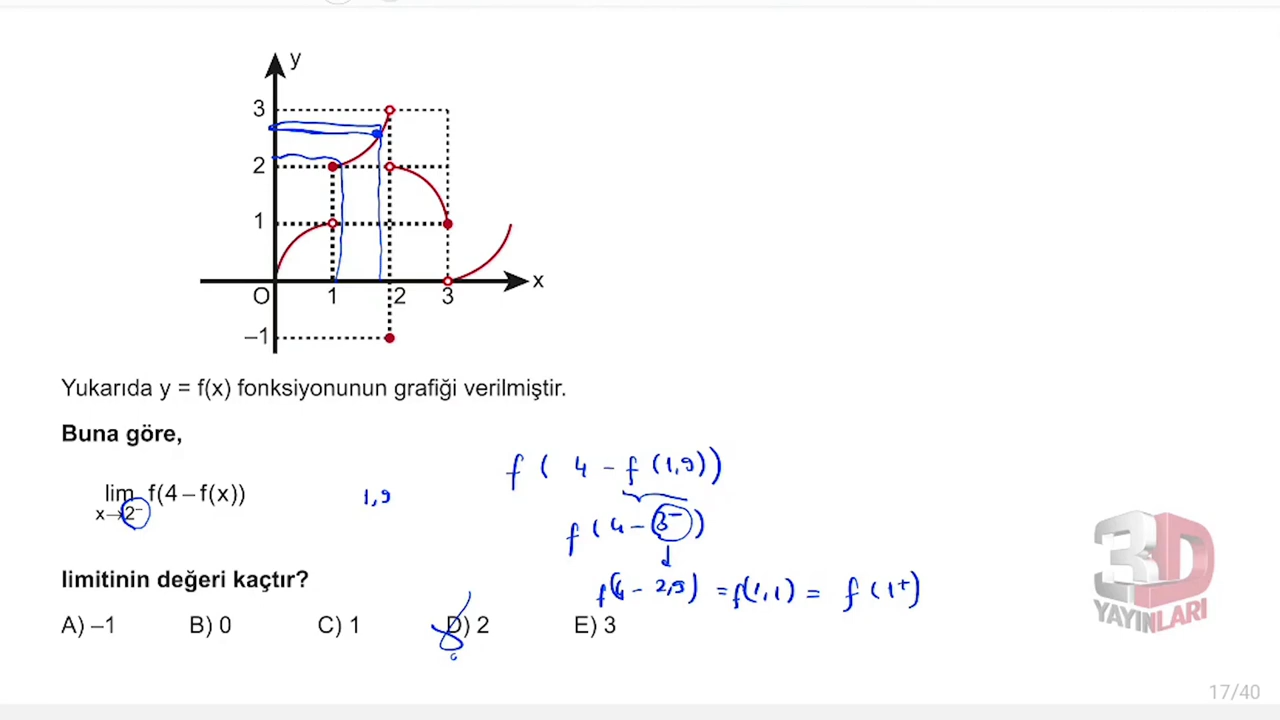 y
3
2
1
O 1 2 3 x
–1
Yukarıda y = f(x) fonksiyonunun grafiği verilmiştir.
Buna göre,
f ( 4 - f (1,9))
lim f(4 – f(x))
x→2⁻
1,9
f (4 - 3⁻)
limitinin değeri kaçtır?
f(4 - 2,9) = f(1,1) = f (1⁺)
A) –1 B) 0 C) 1 D) 2 E) 3
3D
YAYINLARI
17/40